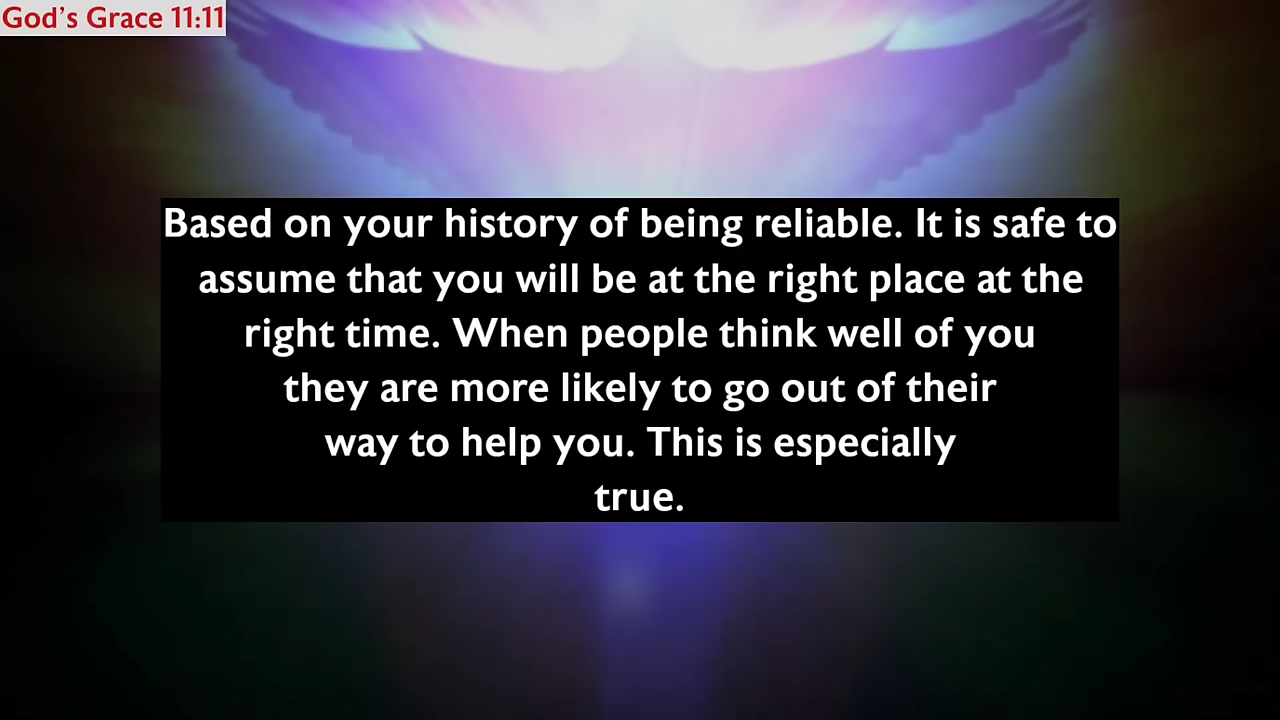 God's Grace 11:11
Based on your history of being reliable. It is safe to
assume that you will be at the right place at the
right time. When people think well of you
they are more likely to go out of their
way to help you. This is especially
true.